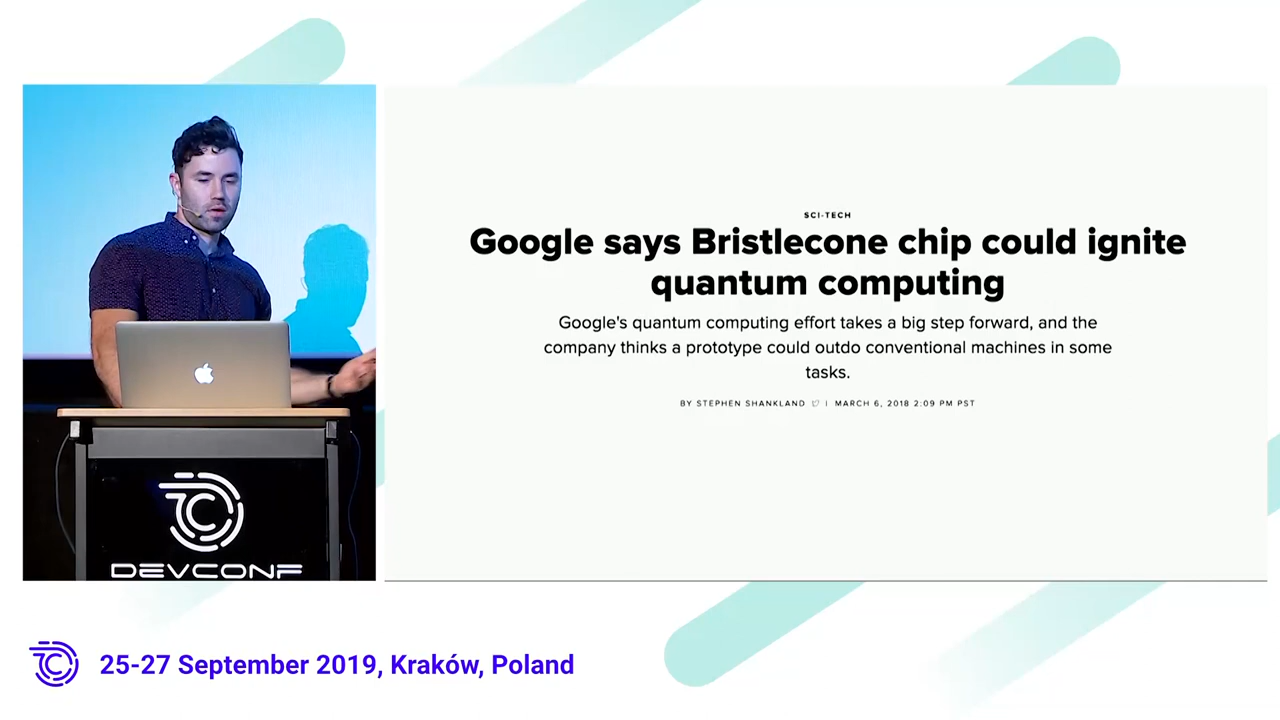 SCI-TECH
Google says Bristlecone chip could ignite
quantum computing
Google's quantum computing effort takes a big step forward, and the
company thinks a prototype could outdo conventional machines in some
tasks.
BY STEPHEN SHANKLAND | MARCH 6, 2018 2:09 PM PST
DEVCONF
25-27 September 2019, Kraków, Poland